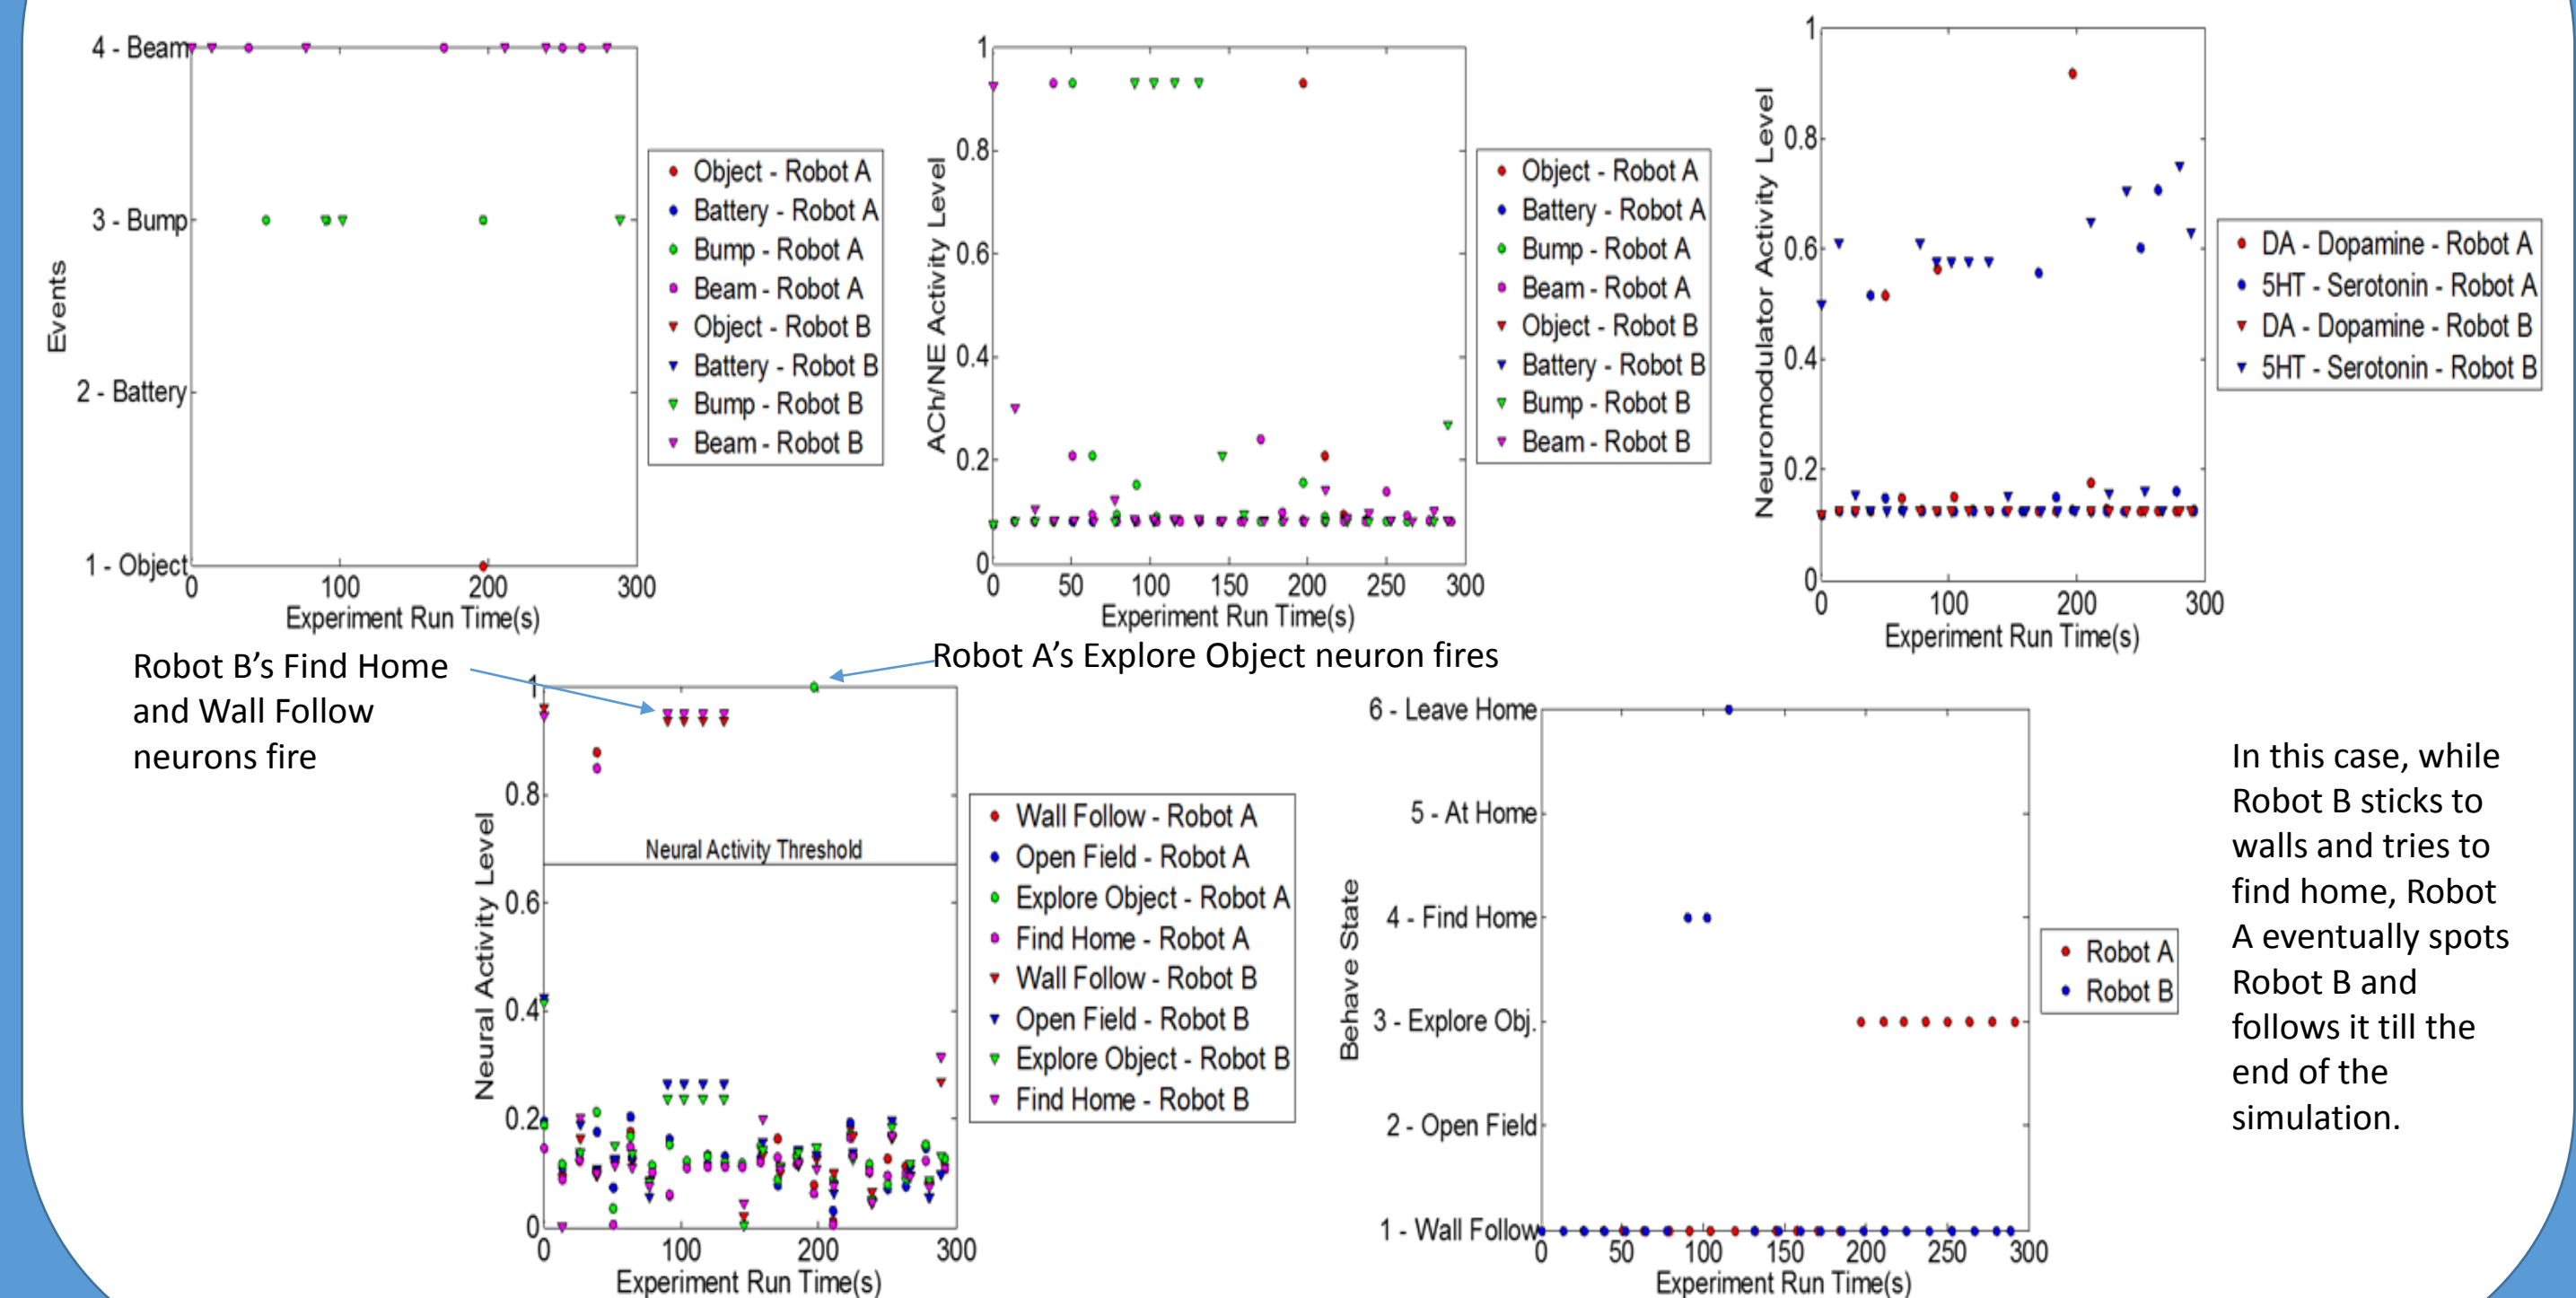 4 - Beam
3 - Bump
2 - Battery
1 - Object
0
100
200
300
Events
Experiment Run Time(s)
Object - Robot A
Battery - Robot A
Bump - Robot A
Beam - Robot A
Object - Robot B
Battery - Robot B
Bump - Robot B
Beam - Robot B
1
0.8
0.6
0.4
0.2
0
0
50
100
150
200
250
300
ACh/NE Activity Level
Experiment Run Time(s)
Object - Robot A
Battery - Robot A
Bump - Robot A
Beam - Robot A
Object - Robot B
Battery - Robot B
Bump - Robot B
Beam - Robot B
1
0.8
0.6
0.4
0.2
0
0
100
200
300
Neuromodulator Activity Level
Experiment Run Time(s)
DA - Dopamine - Robot A
5HT - Serotonin - Robot A
DA - Dopamine - Robot B
5HT - Serotonin - Robot B
Robot B's Find Home
and Wall Follow
neurons fire
Robot A's Explore Object neuron fires
1
0.8
0.6
0.4
0.2
0
0
100
200
300
Neural Activity Level
Neural Activity Threshold
Experiment Run Time(s)
Wall Follow - Robot A
Open Field - Robot A
Explore Object - Robot A
Find Home - Robot A
Wall Follow - Robot B
Open Field - Robot B
Explore Object - Robot B
Find Home - Robot B
6 - Leave Home
5 - At Home
4 - Find Home
3 - Explore Obj.
2 - Open Field
1 - Wall Follow
0
50
100
150
200
250
300
Behave State
Experiment Run Time(s)
Robot A
Robot B
In this case, while
Robot B sticks to
walls and tries to
find home, Robot
A eventually spots
Robot B and
follows it till the
end of the
simulation.